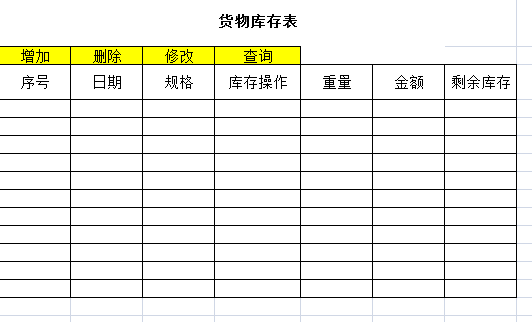 货物库存表
增加 删除 修改 查询
序号 日期 规格 库存操作 重量 金额 剩余库存